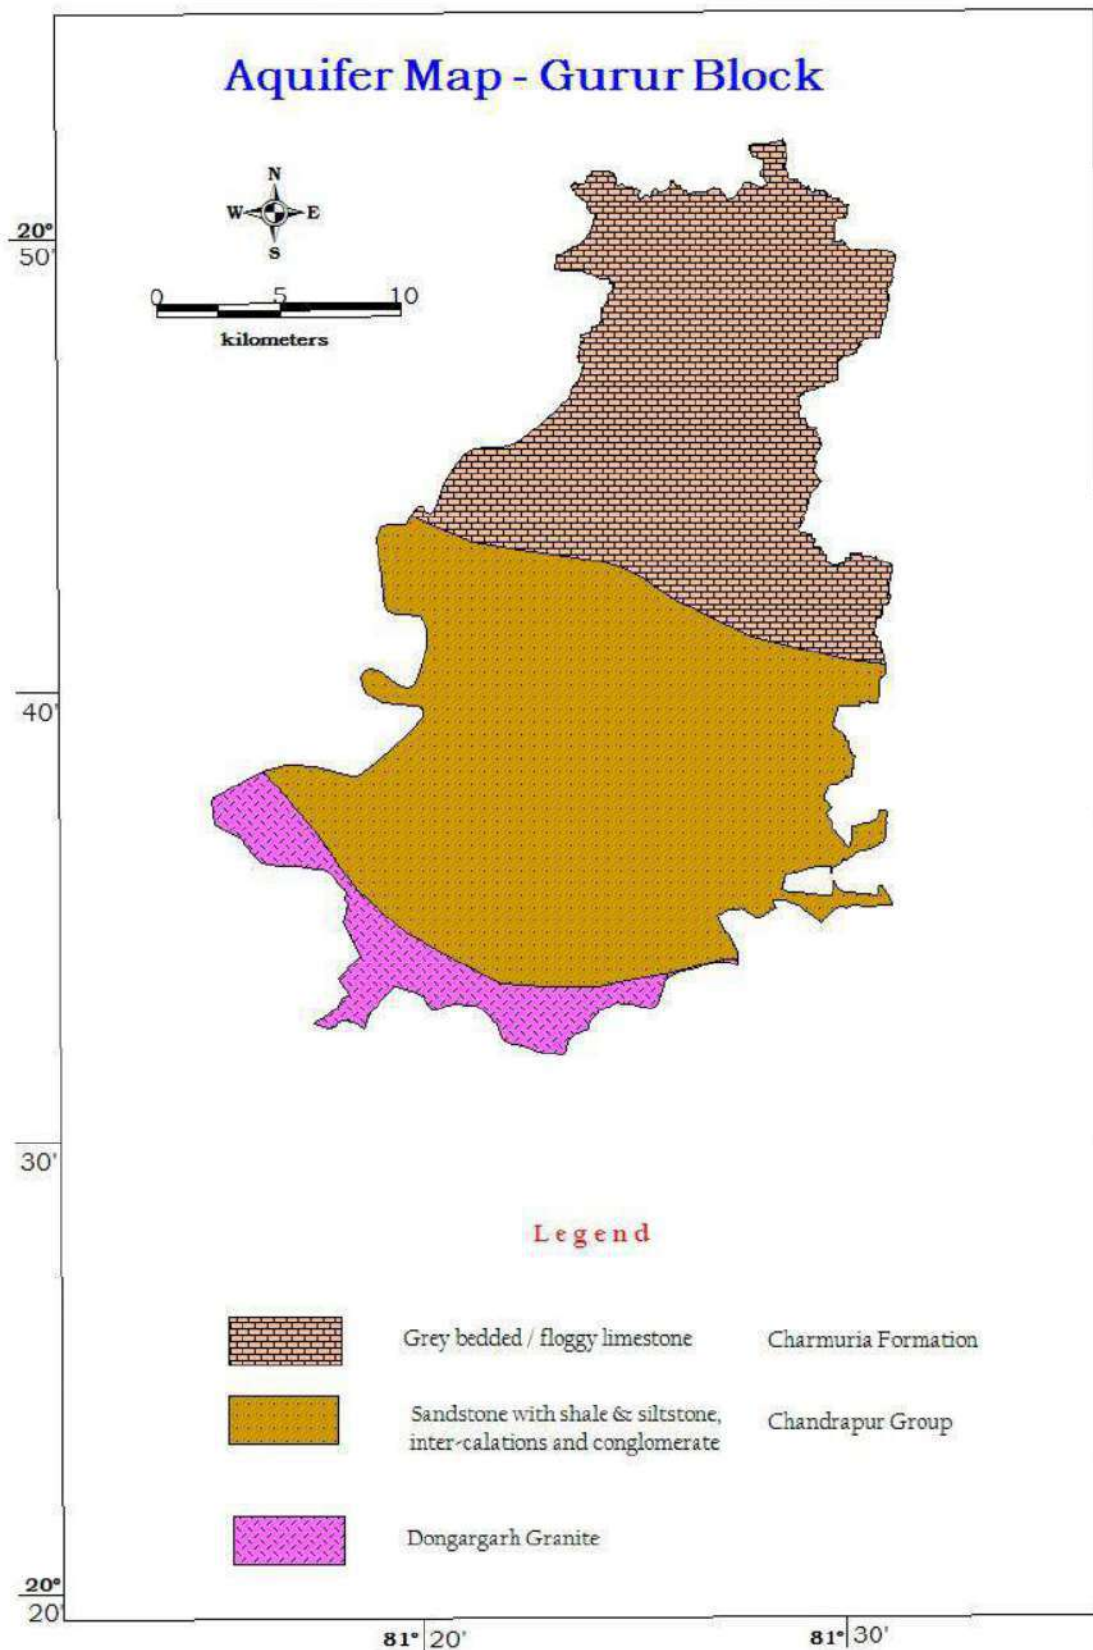 Aquifer Map - Gurur Block
N
W E
S
20°
50'
0 5 10
kilometers
40'
30'
Legend
Grey bedded / floggy limestone Charmuria Formation
Sandstone with shale & siltstone,
inter-calations and conglomerate Chandrapur Group
Dongargarh Granite
20°
20'
81° 20' 81° 30'